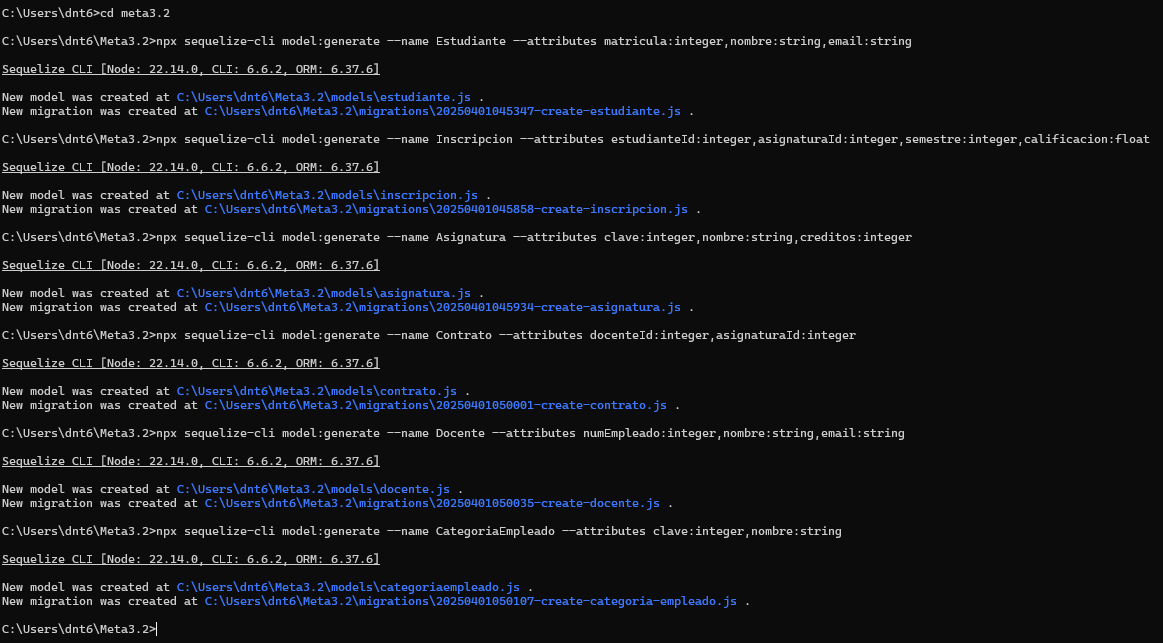 C:\Users\dnt6>cd meta3.2
C:\Users\dnt6\Meta3.2>npx sequelize-cli model:generate --name Estudiante --attributes matricula:integer,nombre:string,email:string
Sequelize CLI [Node: 22.14.0, CLI: 6.6.2, ORM: 6.37.6]
New model was created at C:\Users\dnt6\Meta3.2\models\estudiante.js .
New migration was created at C:\Users\dnt6\Meta3.2\migrations\20250401045347-create-estudiante.js .
C:\Users\dnt6\Meta3.2>npx sequelize-cli model:generate --name Inscripcion --attributes estudianteId:integer,asignaturaId:integer,semestre:integer,calificacion:float
Sequelize CLI [Node: 22.14.0, CLI: 6.6.2, ORM: 6.37.6]
New model was created at C:\Users\dnt6\Meta3.2\models\inscripcion.js .
New migration was created at C:\Users\dnt6\Meta3.2\migrations\20250401045858-create-inscripcion.js .
C:\Users\dnt6\Meta3.2>npx sequelize-cli model:generate --name Asignatura --attributes clave:integer,nombre:string,creditos:integer
Sequelize CLI [Node: 22.14.0, CLI: 6.6.2, ORM: 6.37.6]
New model was created at C:\Users\dnt6\Meta3.2\models\asignatura.js .
New migration was created at C:\Users\dnt6\Meta3.2\migrations\20250401045934-create-asignatura.js .
C:\Users\dnt6\Meta3.2>npx sequelize-cli model:generate --name Contrato --attributes docenteId:integer,asignaturaId:integer
Sequelize CLI [Node: 22.14.0, CLI: 6.6.2, ORM: 6.37.6]
New model was created at C:\Users\dnt6\Meta3.2\models\contrato.js .
New migration was created at C:\Users\dnt6\Meta3.2\migrations\20250401050001-create-contrato.js .
C:\Users\dnt6\Meta3.2>npx sequelize-cli model:generate --name Docente --attributes numEmpleado:integer,nombre:string,email:string
Sequelize CLI [Node: 22.14.0, CLI: 6.6.2, ORM: 6.37.6]
New model was created at C:\Users\dnt6\Meta3.2\models\docente.js .
New migration was created at C:\Users\dnt6\Meta3.2\migrations\20250401050035-create-docente.js .
C:\Users\dnt6\Meta3.2>npx sequelize-cli model:generate --name CategoriaEmpleado --attributes clave:integer,nombre:string
Sequelize CLI [Node: 22.14.0, CLI: 6.6.2, ORM: 6.37.6]
New model was created at C:\Users\dnt6\Meta3.2\models\categoriaempleado.js .
New migration was created at C:\Users\dnt6\Meta3.2\migrations\20250401050107-create-categoria-empleado.js .
C:\Users\dnt6\Meta3.2>